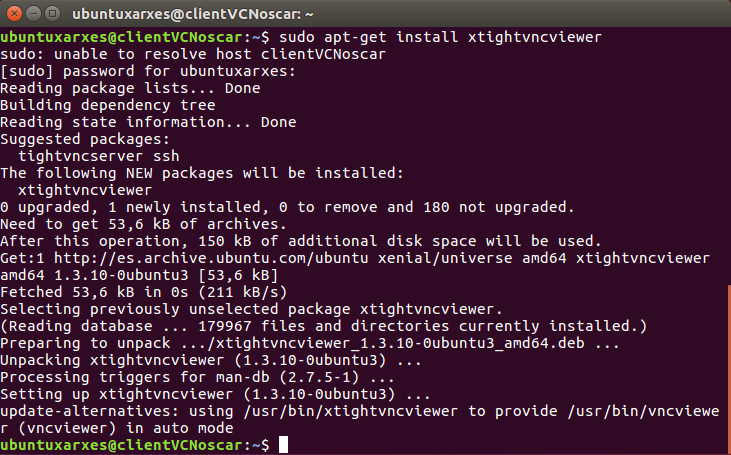 ubuntuxarxes@clientVCNoscar: ~
ubuntuxarxes@clientVCNoscar:~$ sudo apt-get install xtightvncviewer
sudo: unable to resolve host clientVCNoscar
[sudo] password for ubuntuxarxes:
Reading package lists... Done
Building dependency tree
Reading state information... Done
Suggested packages:
  tightvncserver ssh
The following NEW packages will be installed:
  xtightvncviewer
0 upgraded, 1 newly installed, 0 to remove and 180 not upgraded.
Need to get 53,6 kB of archives.
After this operation, 150 kB of additional disk space will be used.
Get:1 http://es.archive.ubuntu.com/ubuntu xenial/universe amd64 xtightvncviewer
amd64 1.3.10-0ubuntu3 [53,6 kB]
Fetched 53,6 kB in 0s (211 kB/s)
Selecting previously unselected package xtightvncviewer.
(Reading database ... 179967 files and directories currently installed.)
Preparing to unpack .../xtightvncviewer_1.3.10-0ubuntu3_amd64.deb ...
Unpacking xtightvncviewer (1.3.10-0ubuntu3) ...
Processing triggers for man-db (2.7.5-1) ...
Setting up xtightvncviewer (1.3.10-0ubuntu3) ...
update-alternatives: using /usr/bin/xtightvncviewer to provide /usr/bin/vncviewe
r (vncviewer) in auto mode
ubuntuxarxes@clientVCNoscar:~$